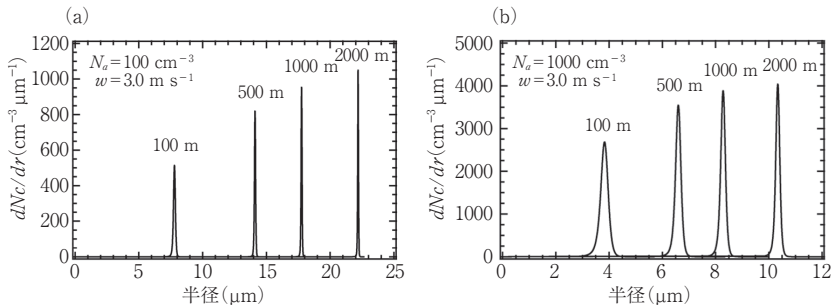 (a)
1200
1000
800
600
400
200
0
dNc/dr(cm⁻³ μm⁻¹)
Nₐ=100 cm⁻³
w=3.0 m s⁻¹
100 m
500 m
1000 m
2000 m
0 5 10 15 20 25
半径(μm)
(b)
5000
4000
3000
2000
1000
0
dNc/dr(cm⁻³ μm⁻¹)
Nₐ=1000 cm⁻³
w=3.0 m s⁻¹
100 m
500 m
1000 m
2000 m
0 2 4 6 8 10 12
半径(μm)